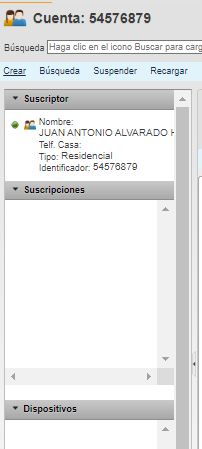 Cuenta: 54576879
Búsqueda Haga clic en el icono Buscar para carg
Crear Búsqueda Suspender Recargar
Suscriptor
Nombre:
JUAN ANTONIO ALVARADO
Telf. Casa:
Tipo: Residencial
Identificador: 54576879
Suscripciones
Dispositivos